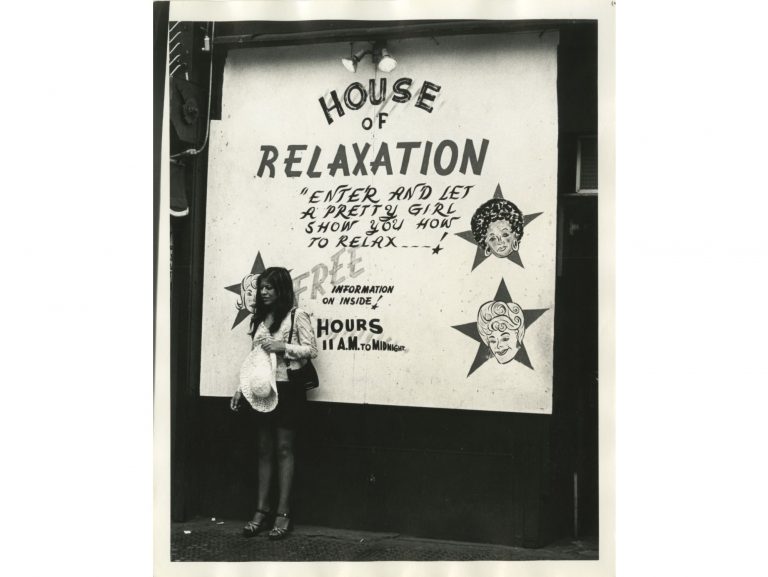 HOUSE
OF
RELAXATION
"ENTER AND LET
A PRETTY GIRL
SHOW YOU HOW
TO RELAX____!
FREE
INFORMATION
ON INSIDE!
HOURS
11 A.M. TO MIDNIGHT